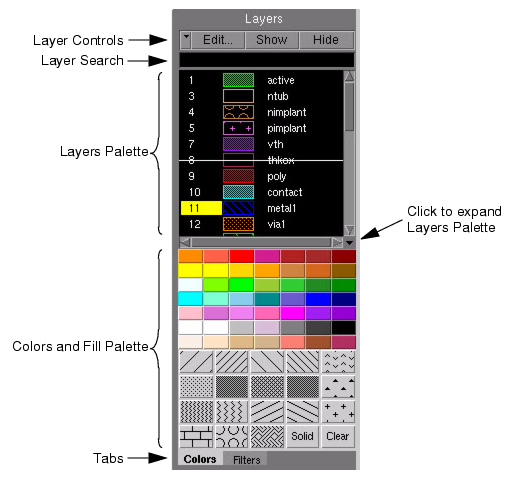 Layers
Layer Controls
Edit... Show Hide
Layer Search
1 active
3 ntub
4 nimplant
5 pimplant
Layers Palette
7 vth
8 thkox
9 poly
10 contact
11 metal1
12 via1
Click to expand
Layers Palette
Colors and Fill Palette
Solid Clear
Tabs
Colors Filters